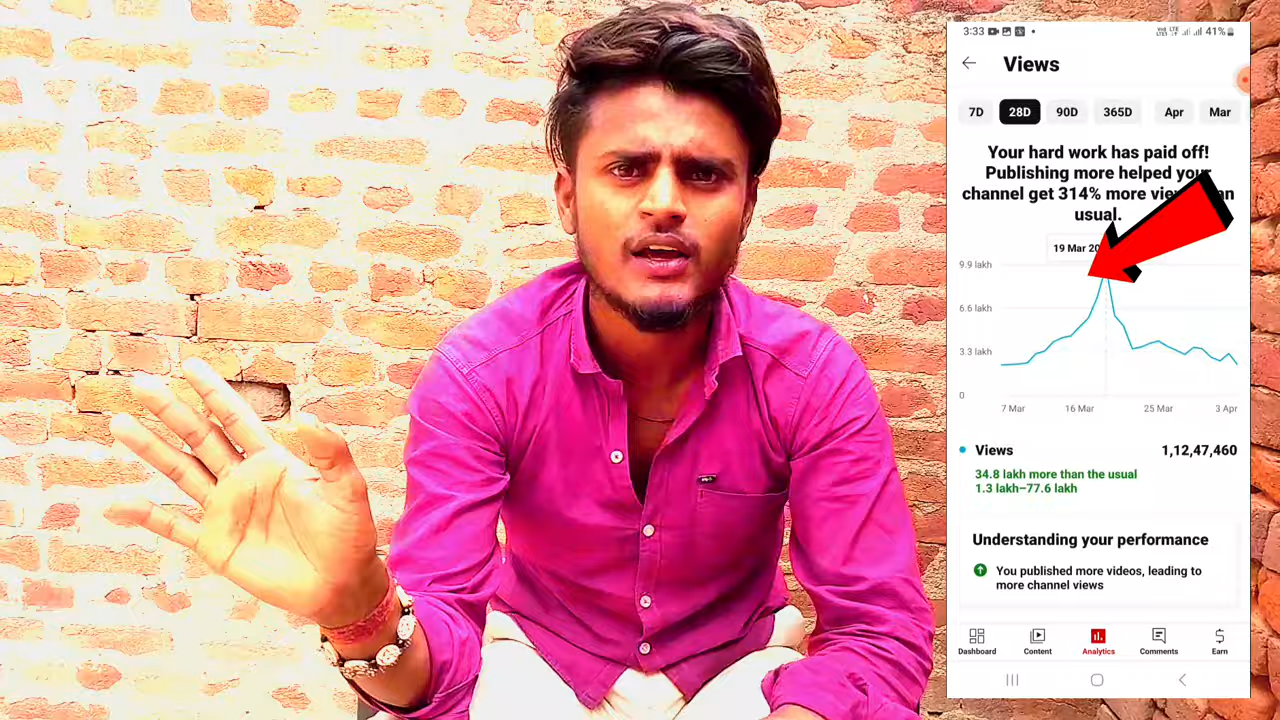 3:33
41%
Views
7D 28D 90D 365D Apr Mar
Your hard work has paid off!
Publishing more helped your
channel get 314% more
usual.
19 Mar
9.9 lakh
6.6 lakh
3.3 lakh
0
7 Mar 16 Mar 25 Mar 3 Apr
Views 1,12,47,460
34.8 lakh more than the usual
1.3 lakh–77.6 lakh
Understanding your performance
You published more videos, leading to
more channel views
Dashboard Content Analytics Comments Earn